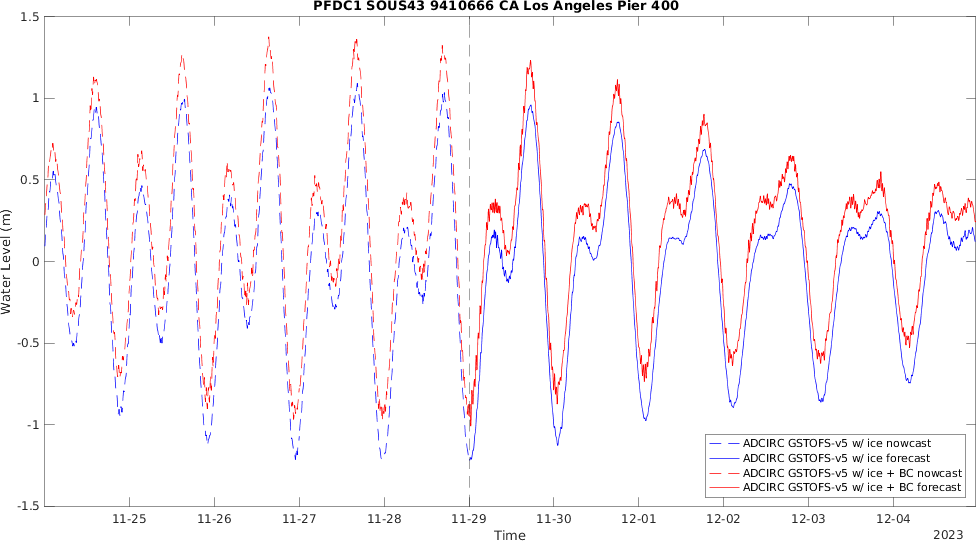 PFDC1 SOUS43 9410666 CA Los Angeles Pier 400
1.5
1
0.5
0
-0.5
-1
-1.5
Water Level (m)
11-25 11-26 11-27 11-28 11-29 11-30 12-01 12-02 12-03 12-04
Time
2023
ADCIRC GSTOFS-v5 w/ ice nowcast
ADCIRC GSTOFS-v5 w/ ice forecast
ADCIRC GSTOFS-v5 w/ ice + BC nowcast
ADCIRC GSTOFS-v5 w/ ice + BC forecast